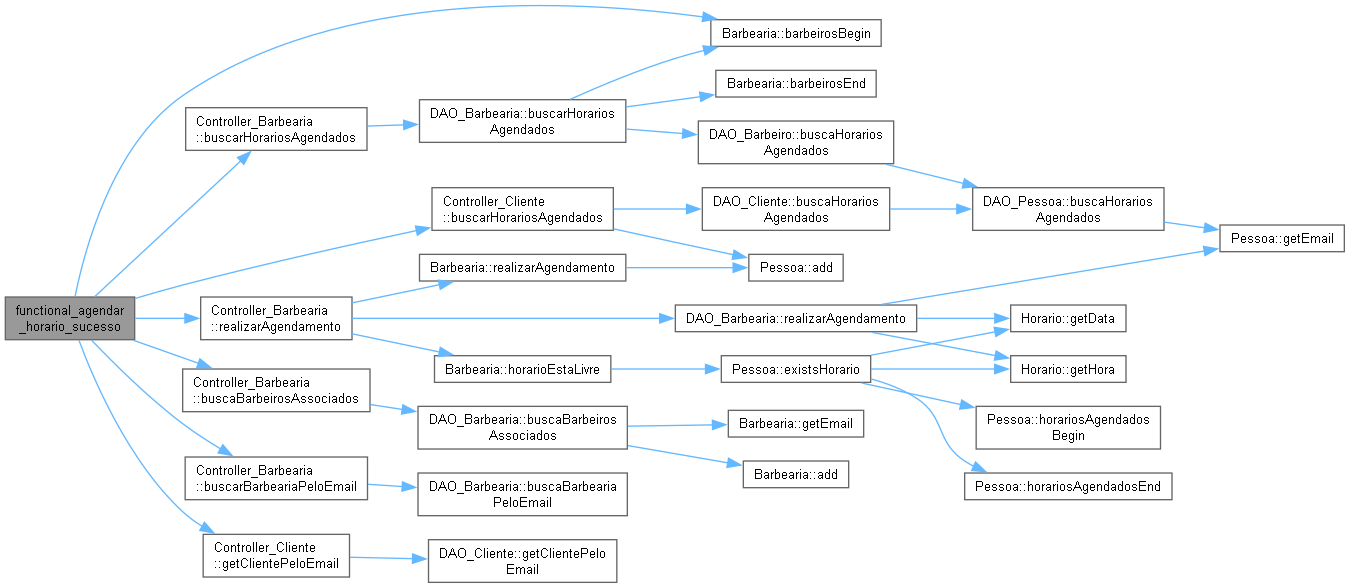 functional_agendar
_horario_sucesso
Barbearia::barbeirosBegin
Controller_Barbearia
::buscarHorariosAgendados
DAO_Barbearia::buscarHorarios
Agendados
Barbearia::barbeirosEnd
DAO_Barbeiro::buscaHorarios
Agendados
DAO_Pessoa::buscaHorarios
Agendados
Pessoa::getEmail
Controller_Cliente
::buscarHorariosAgendados
DAO_Cliente::buscaHorarios
Agendados
Pessoa::add
Controller_Barbearia
::realizarAgendamento
Barbearia::realizarAgendamento
DAO_Barbearia::realizarAgendamento
Horario::getData
Horario::getHora
Barbearia::horarioEstaLivre
Pessoa::existsHorario
Pessoa::horariosAgendados
Begin
Pessoa::horariosAgendadosEnd
Controller_Barbearia
::buscaBarbeirosAssociados
DAO_Barbearia::buscaBarbeiros
Associados
Barbearia::getEmail
Barbearia::add
Controller_Barbearia
::buscarBarbeariaPeloEmail
DAO_Barbearia::buscaBarbearia
PeloEmail
Controller_Cliente
::getClientePeloEmail
DAO_Cliente::getClientePelo
Email